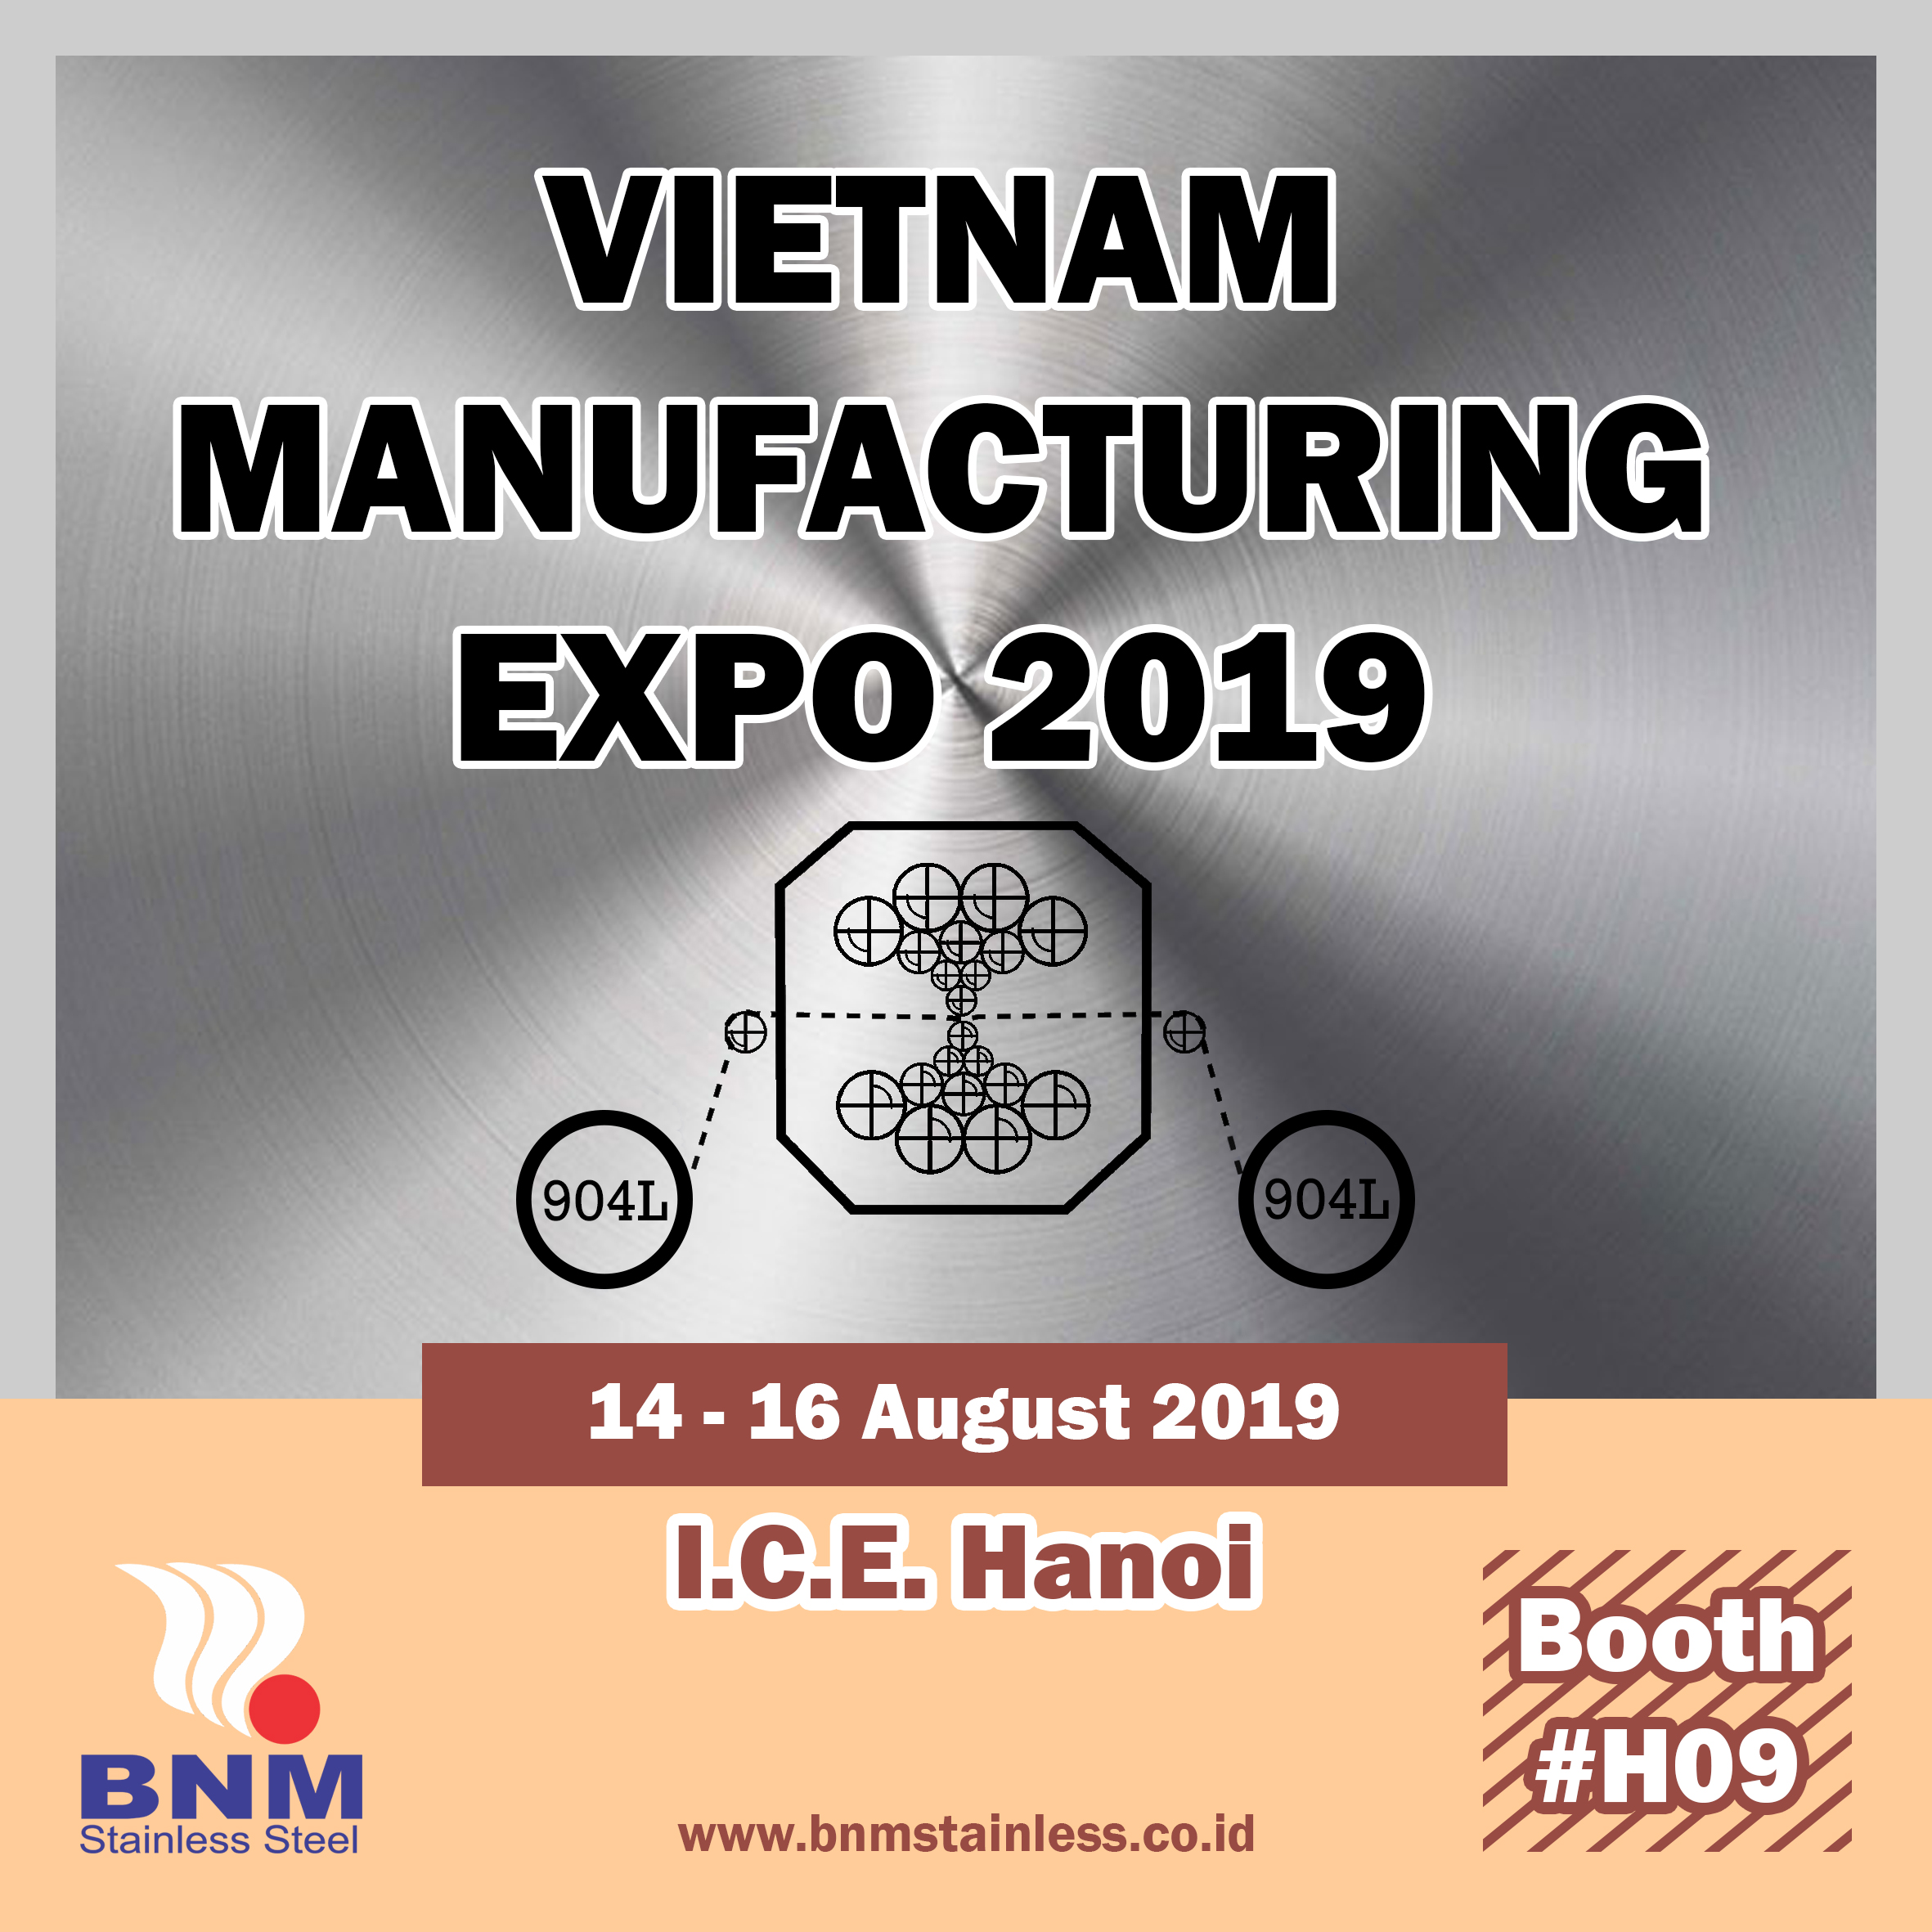 VIETNAM
MANUFACTURING
EXPO 2019
904L
904L
14 - 16 August 2019
I.C.E. Hanoi
Booth
#H09
BNM
Stainless Steel
www.bnmstainless.co.id